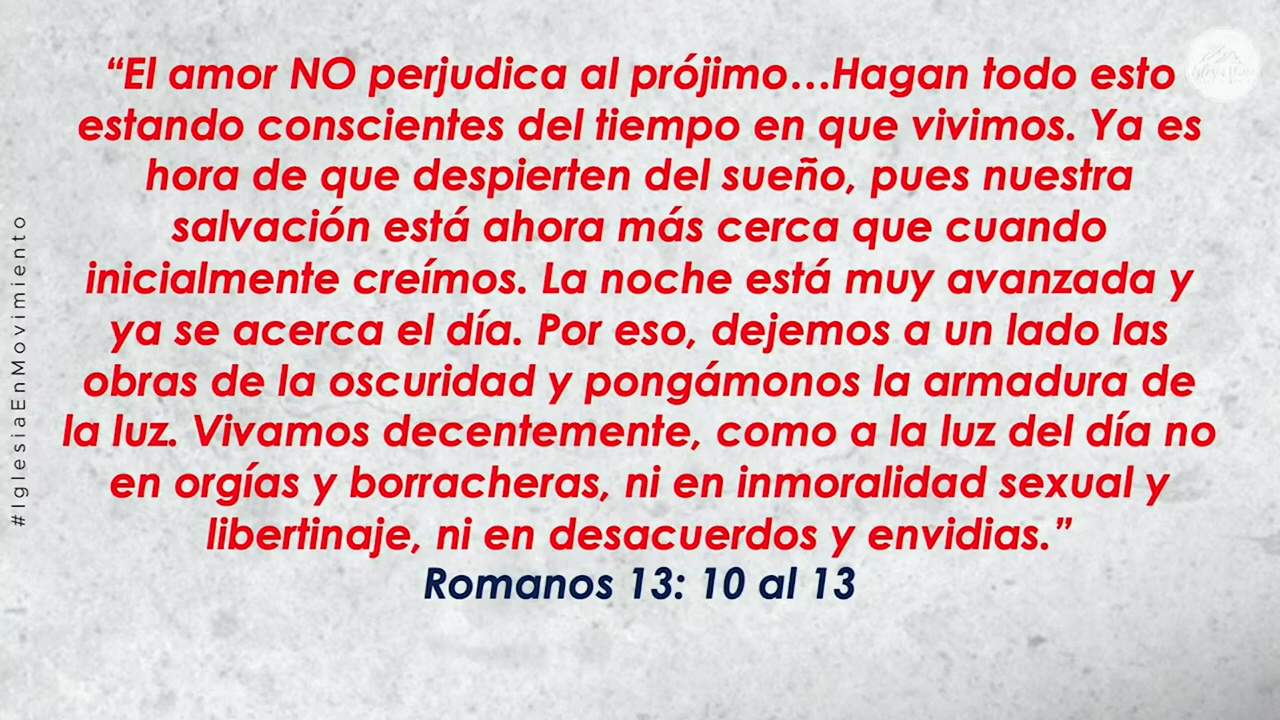 “El amor NO perjudica al prójimo...Hagan todo esto
estando conscientes del tiempo en que vivimos. Ya es
hora de que despierten del sueño, pues nuestra
salvación está ahora más cerca que cuando
inicialmente creímos. La noche está muy avanzada y
ya se acerca el día. Por eso, dejemos a un lado las
obras de la oscuridad y pongámonos la armadura de
la luz. Vivamos decentemente, como a la luz del día no
en orgías y borracheras, ni en inmoralidad sexual y
libertinaje, ni en desacuerdos y envidias.”
Romanos 13: 10 al 13
#IglesiaEnMovimiento